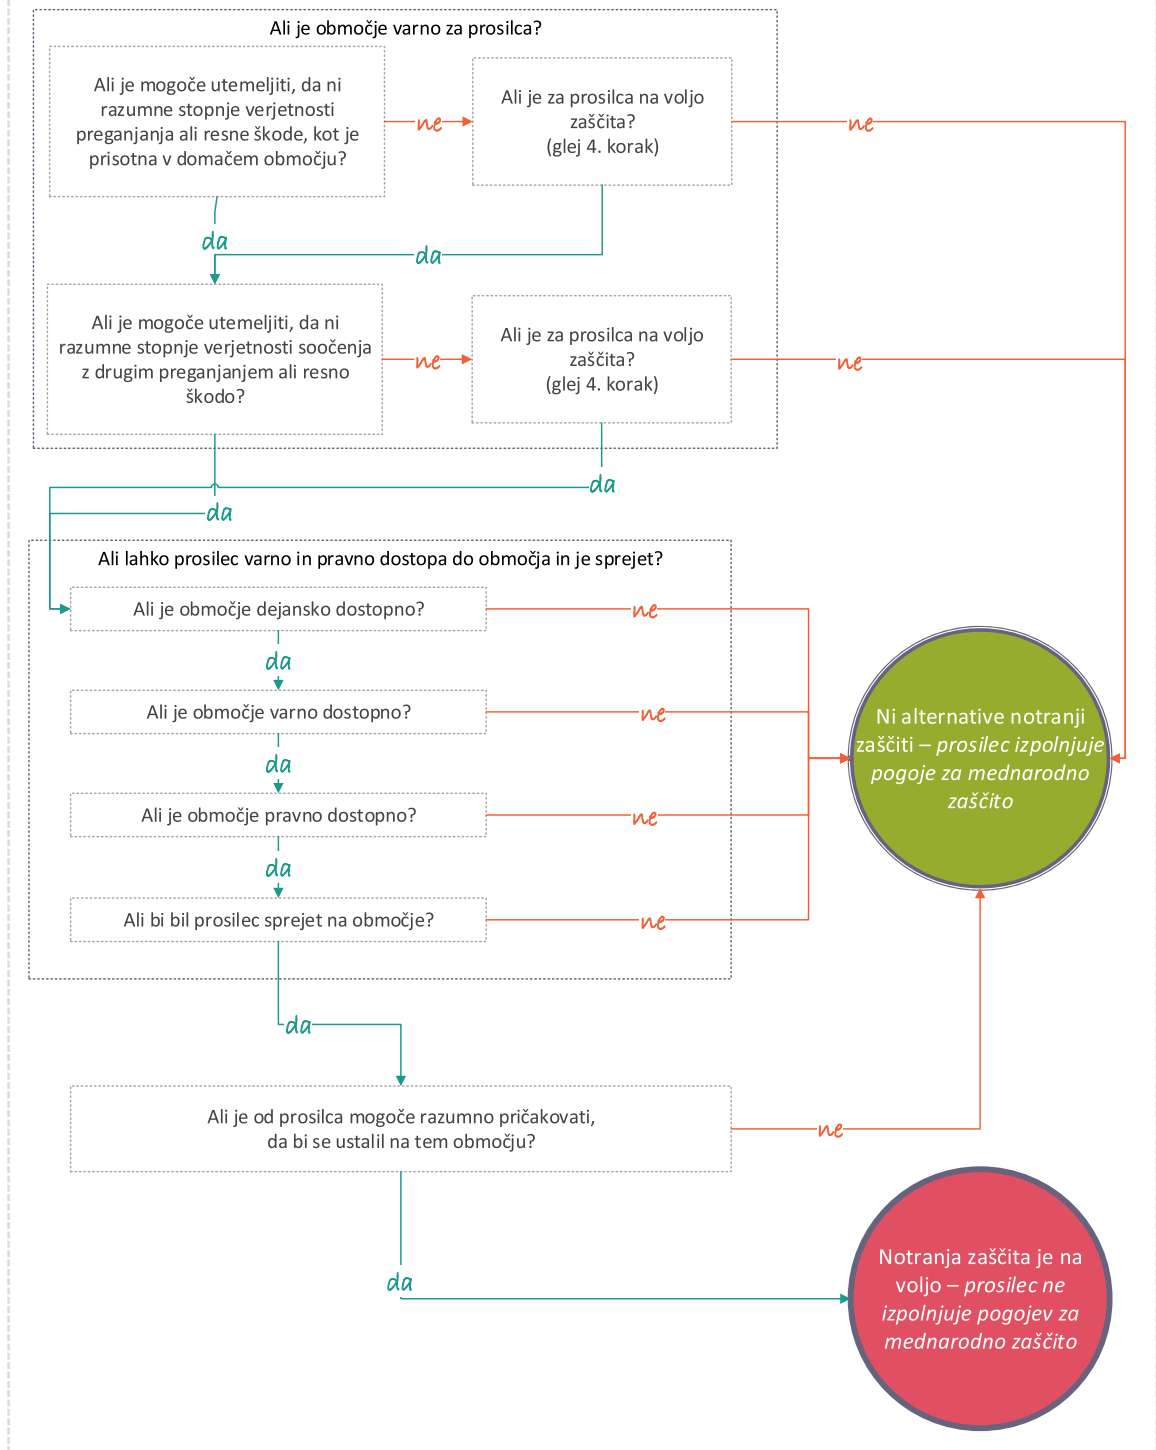 Ali je območje varno za prosilca?
Ali je mogoče utemeljiti, da ni
razumne stopnje verjetnosti
preganjanja ali resne škode, kot je
prisotna v domačem območju?
ne
Ali je za prosilca na voljo
zaščita?
(glej 4. korak)
ne
da
da
Ali je mogoče utemeljiti, da ni
razumne stopnje verjetnosti soočenja
z drugim preganjanjem ali resno
škodo?
ne
Ali je za prosilca na voljo
zaščita?
(glej 4. korak)
ne
da
da
Ali lahko prosilec varno in pravno dostopa do območja in je sprejet?
Ali je območje dejansko dostopno?
ne
da
Ali je območje varno dostopno?
ne
da
Ali je območje pravno dostopno?
ne
da
Ali bi bil prosilec sprejet na območje?
ne
Ni alternative notranji
zaščiti – prosilec izpolnjuje
pogoje za mednarodno
zaščito
da
Ali je od prosilca mogoče razumno pričakovati,
da bi se ustalil na tem območju?
ne
da
Notranja zaščita je na
voljo – prosilec ne
izpolnjuje pogojev za
mednarodno zaščito